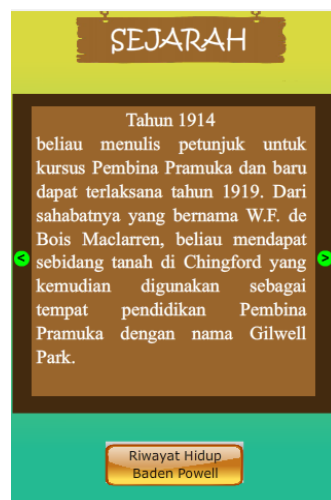 SEJARAH
Tahun 1914
beliau menulis petunjuk untuk
kursus Pembina Pramuka dan baru
dapat terlaksana tahun 1919. Dari
sahabatnya yang bernama W.F. de
Bois Maclarren, beliau mendapat
sebidang tanah di Chingford yang
kemudian digunakan sebagai
tempat pendidikan Pembina
Pramuka dengan nama Gilwell
Park.
Riwayat Hidup
Baden Powell